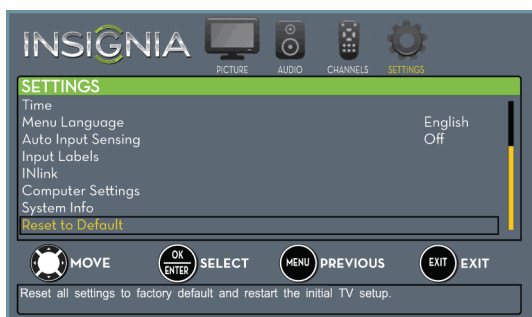 INSIGNIA
PICTURE AUDIO CHANNELS SETTINGS
SETTINGS
Time
Menu Language English
Auto Input Sensing Off
Input Labels
INlink
Computer Settings
System Info
Reset to Default
MOVE OK ENTER SELECT MENU PREVIOUS EXIT EXIT
Reset all settings to factory default and restart the initial TV setup.